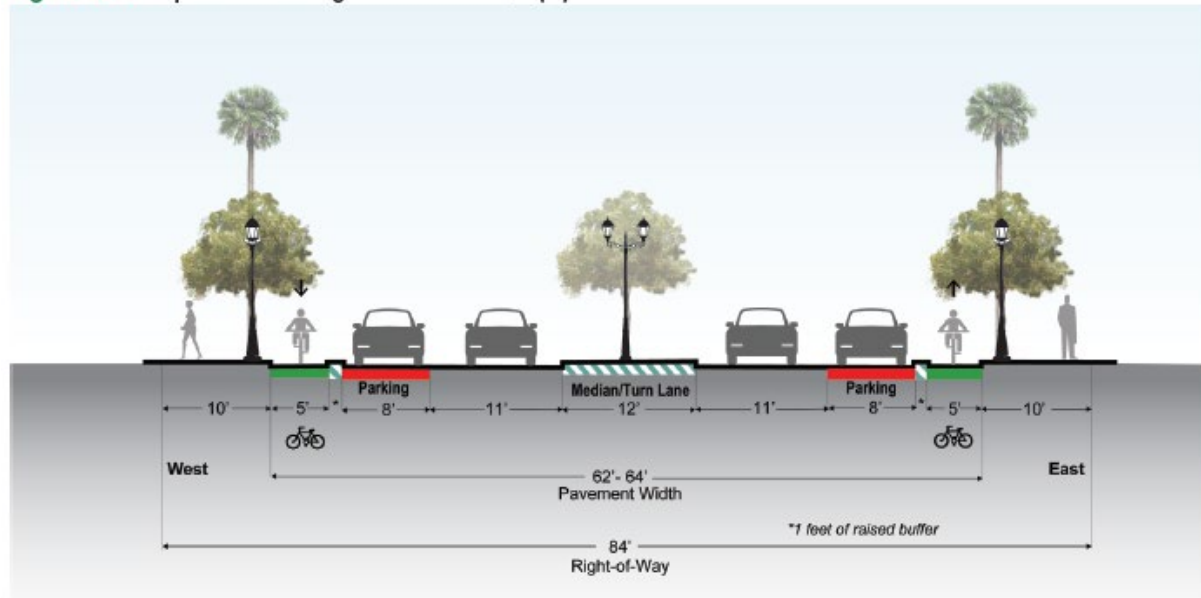 Parking
Median/Turn Lane
Parking
10'
5'
*
8'
11'
12'
11'
8'
*
5'
10'
West
East
62'- 64'
Pavement Width
*1 feet of raised buffer
84'
Right-of-Way